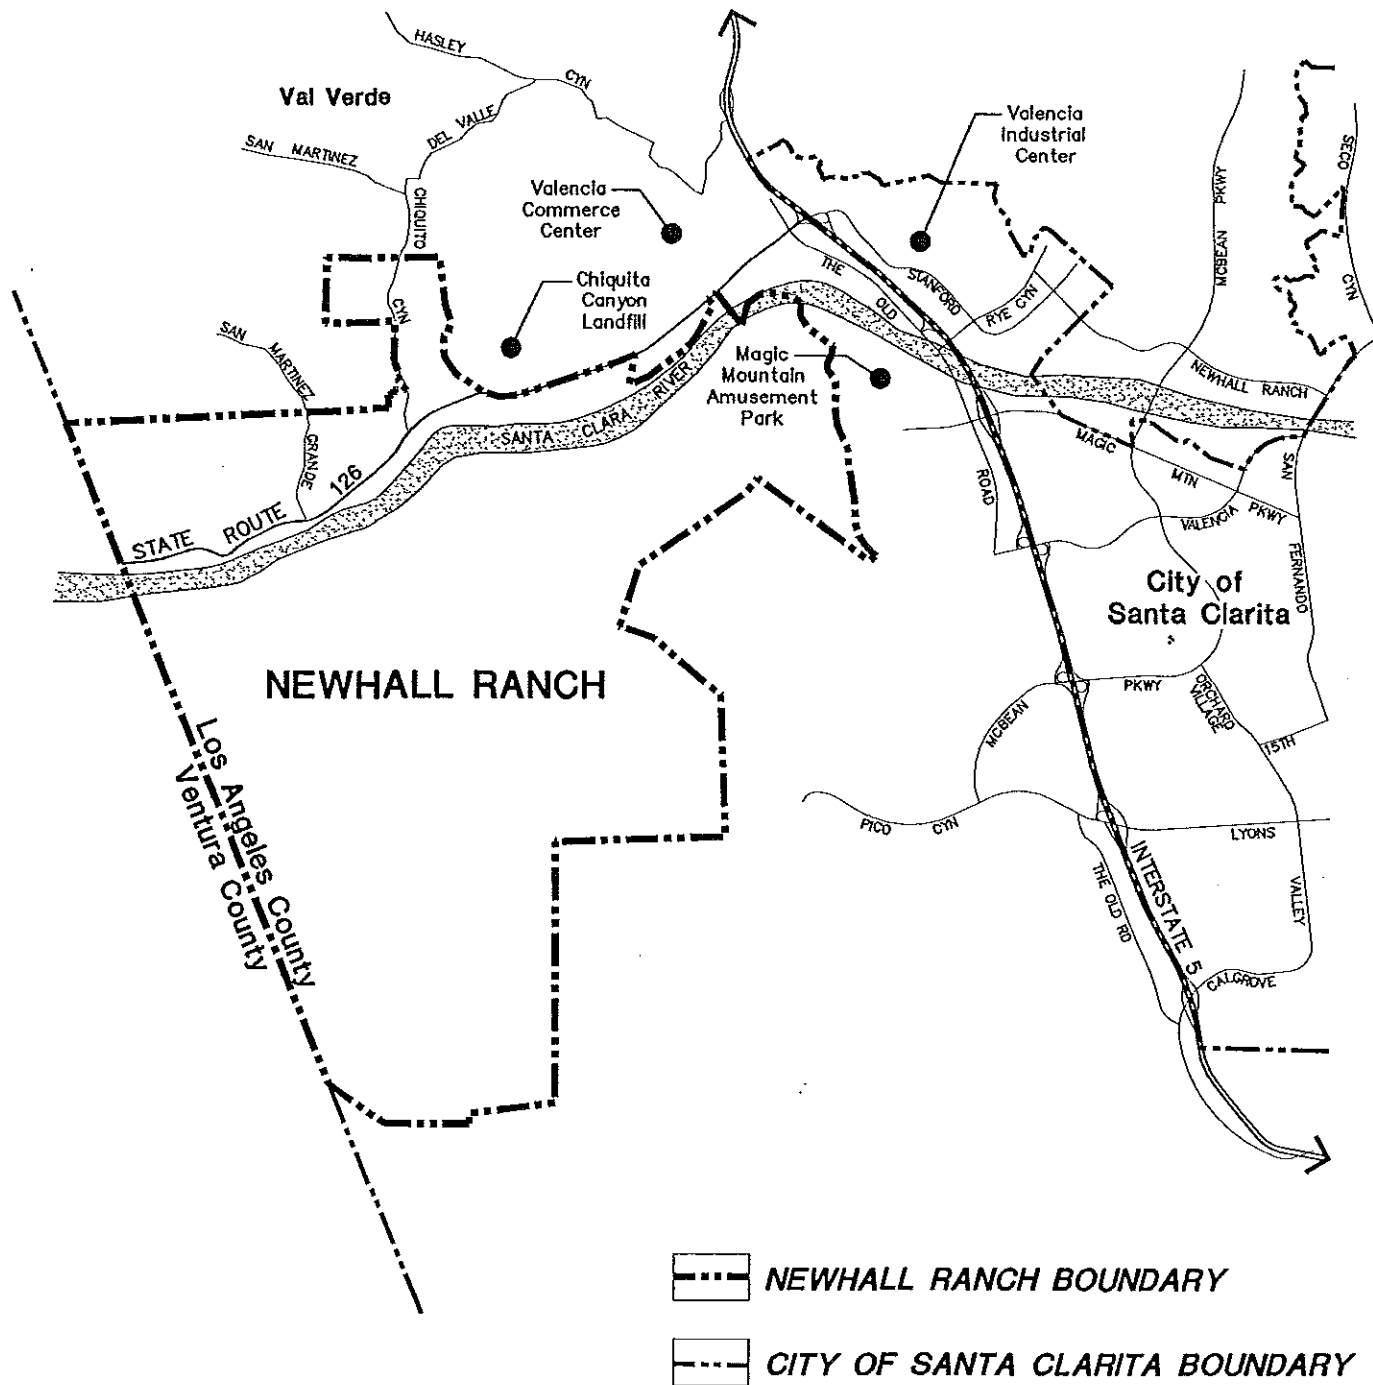 HASLEY
CYN
Val Verde
DEL VALLE
SAN MARTINEZ
CHIQUITO
CYN
Valencia
Industrial
Center
MCBEAN PKWY
SECO
CYN
Valencia
Commerce
Center
Chiquita
Canyon
Landfill
THE
OLD
ROAD
STANFORD
RYE CYN
NEWHALL RANCH
SAN
MARTINEZ
GRANDE
Magic
Mountain
Amusement
Park
SANTA CLARA RIVER
MAGIC
MTN
PKWY
VALENCIA
SAN
FERNANDO
STATE ROUTE 126
City of
Santa Clarita
NEWHALL RANCH
PKWY
MCBEAN
ORCHARD
VILLAGE
15TH
Los Angeles County
Ventura County
PICO
CYN
LYONS
THE OLD RD
INTERSTATE 5
VALLEY
CALGROVE
NEWHALL RANCH BOUNDARY
CITY OF SANTA CLARITA BOUNDARY